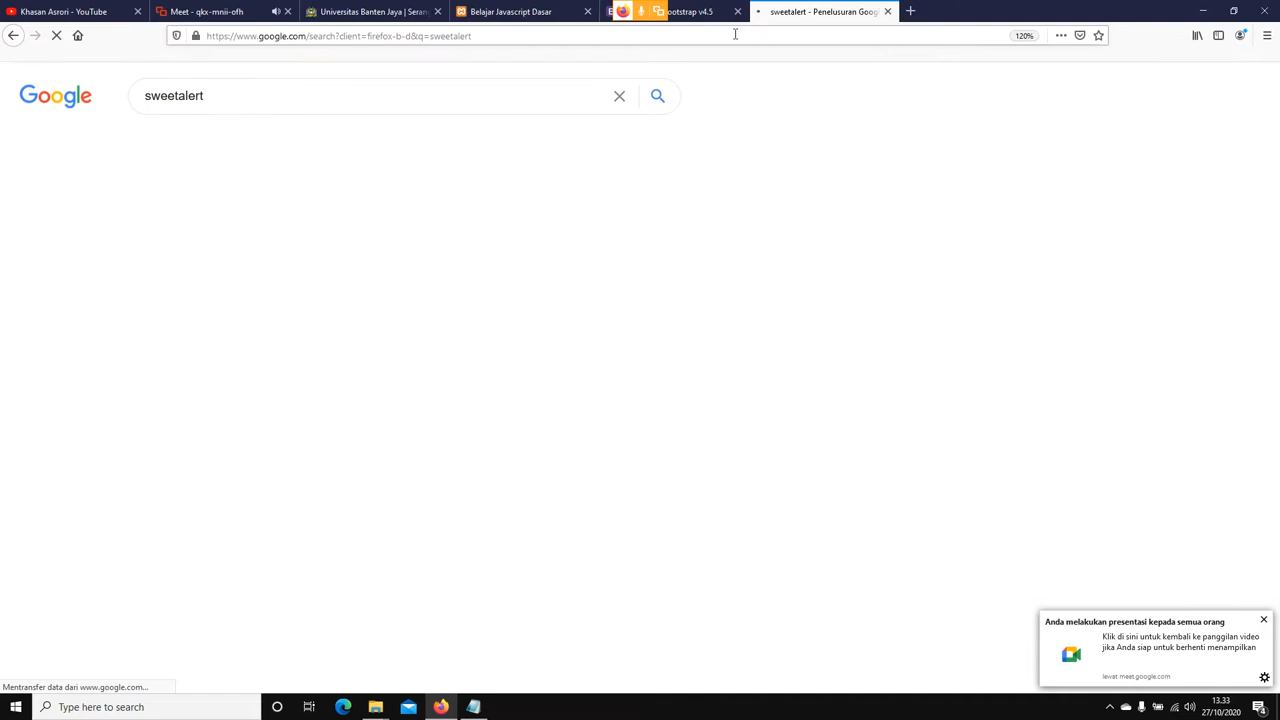 Khasan Asrori - YouTube
Meet - qkx-mnii-ofh
Universitas Banten Jaya | Serang
Belajar Javascript Dasar
ootstrap v4.5
sweetalert - Penelusuran Goog
https://www.google.com/search?client=firefox-b-d&q=sweetalert
120%
Google
sweetalert
Anda melakukan presentasi kepada semua orang
Klik di sini untuk kembali ke panggilan video
jika Anda siap untuk berhenti menampilkan
lewat meet.google.com
Mentransfer data dari www.google.com...
Type here to search
13.33
27/10/2020
4